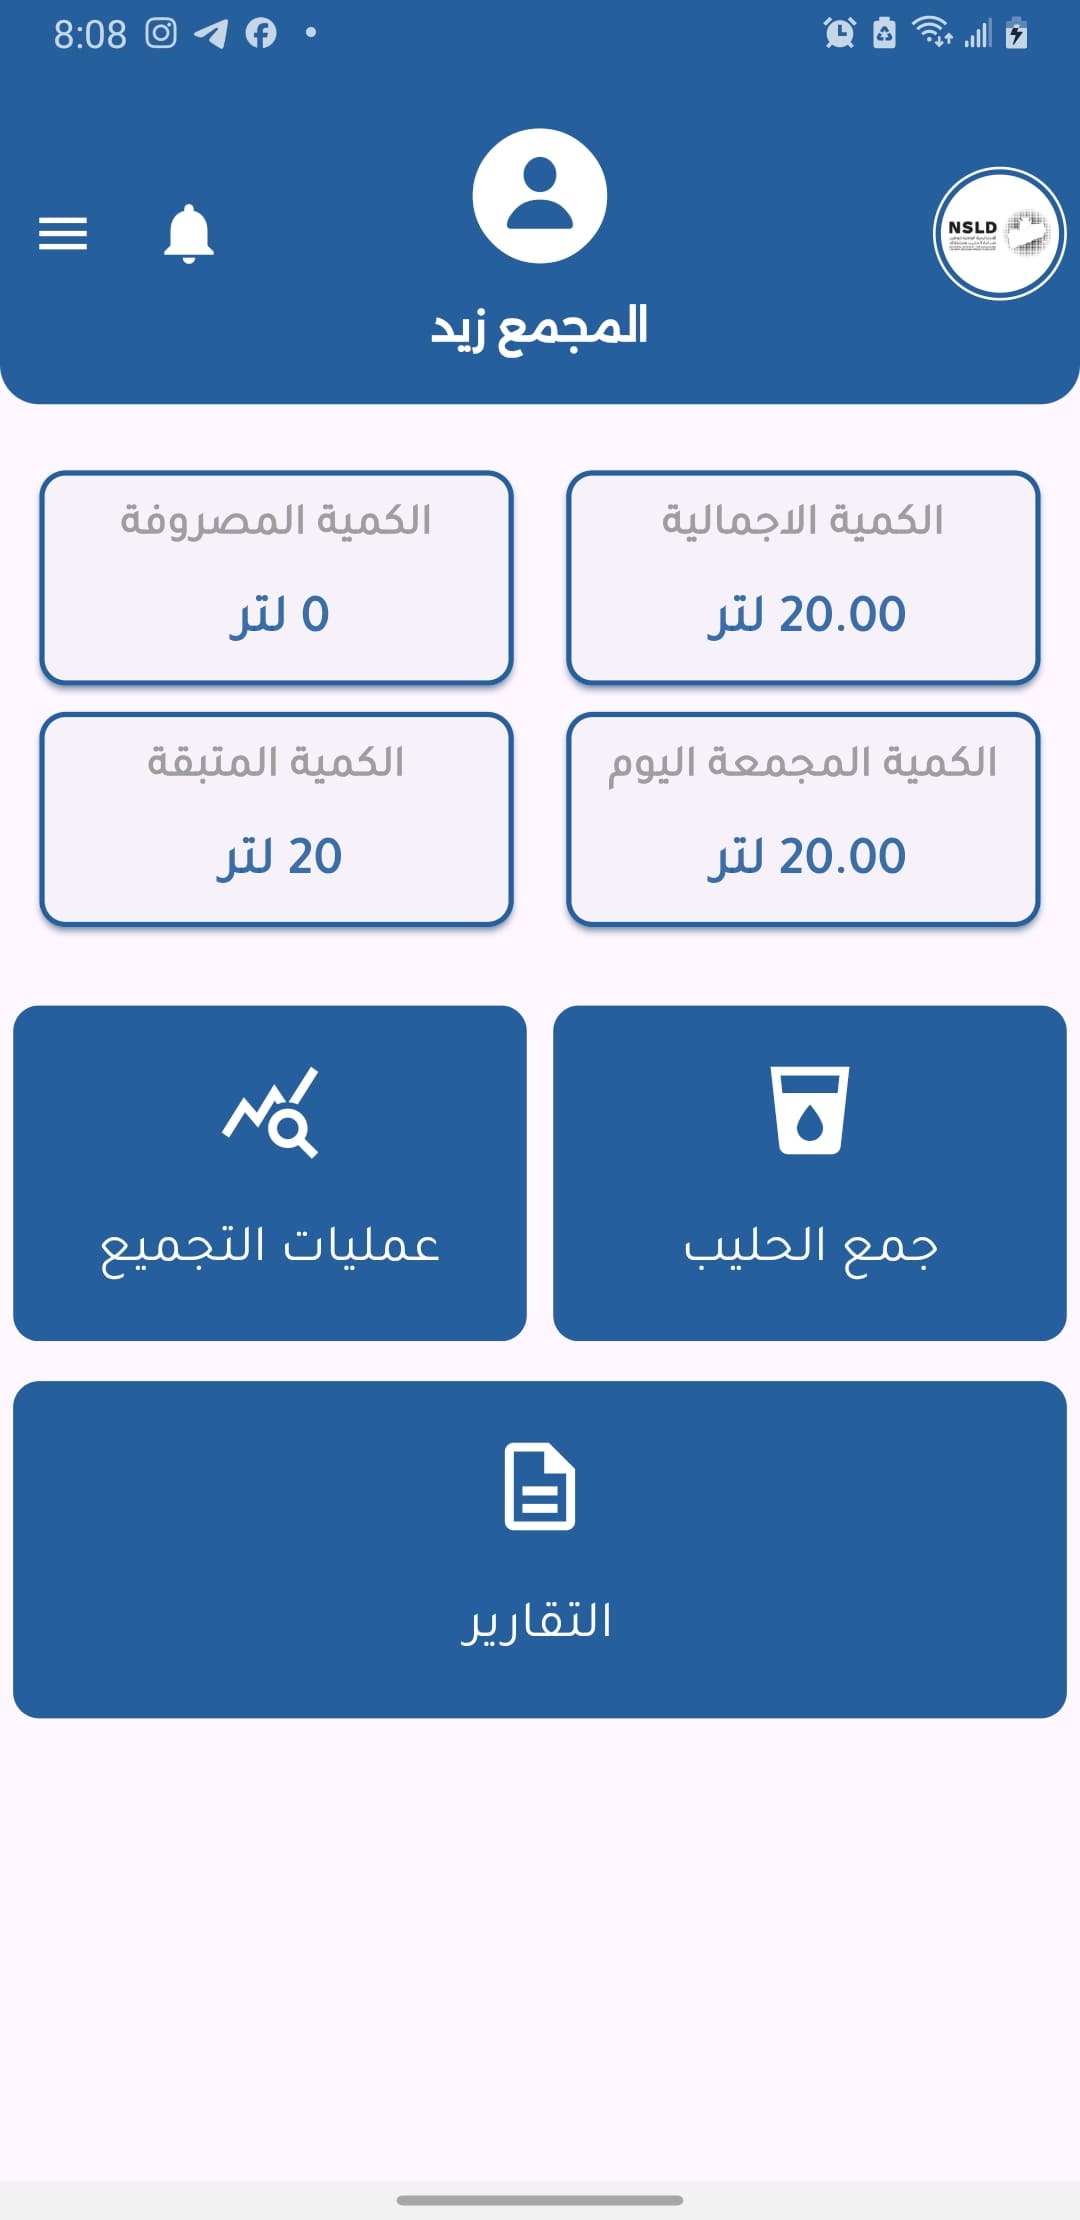 8:08
NSLD
المجمع زيد
الكمية الاجمالية
20.00 لتر
الكمية المصروفة
0 لتر
الكمية المجمعة اليوم
20.00 لتر
الكمية المتبقة
20 لتر
جمع الحليب
عمليات التجميع
التقارير